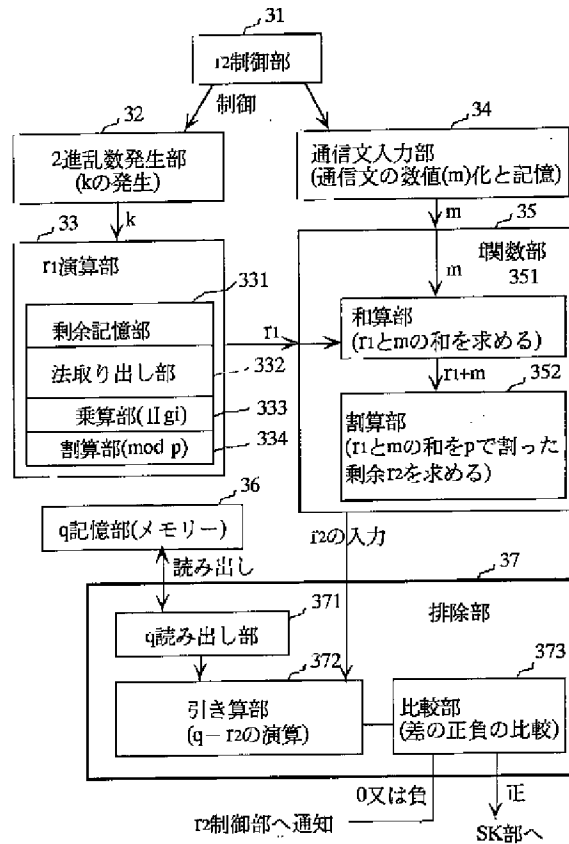 31
r2制御部
制御
32
2進乱数発生部
(kの発生)
34
通信文入力部
(通信文の数値(m)化と記憶)
k
m
33
r1演算部
331
剰余記憶部
法取り出し部
332
乗算部(Πgi)
333
割算部(mod p)
334
r1
35
f関数部
351
m
和算部
(r1とmの和を求める)
r1+m
352
割算部
(r1とmの和をpで割った
剰余r2を求める)
36
q記憶部(メモリー)
読み出し
r2の入力
37
排除部
371
q読み出し部
372
引き算部
(q－r2の演算)
373
比較部
(差の正負の比較)
0又は負
正
r2制御部へ通知
SK部へ